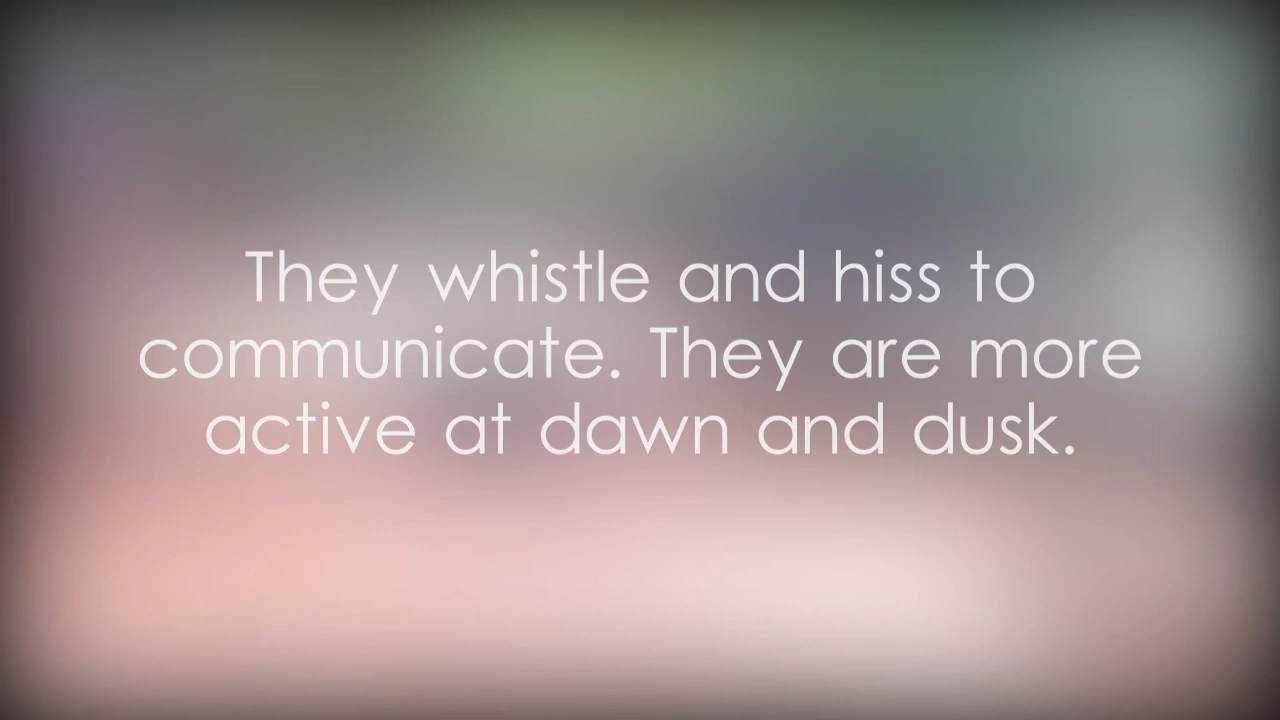 They whistle and hiss to
communicate. They are more
active at dawn and dusk.